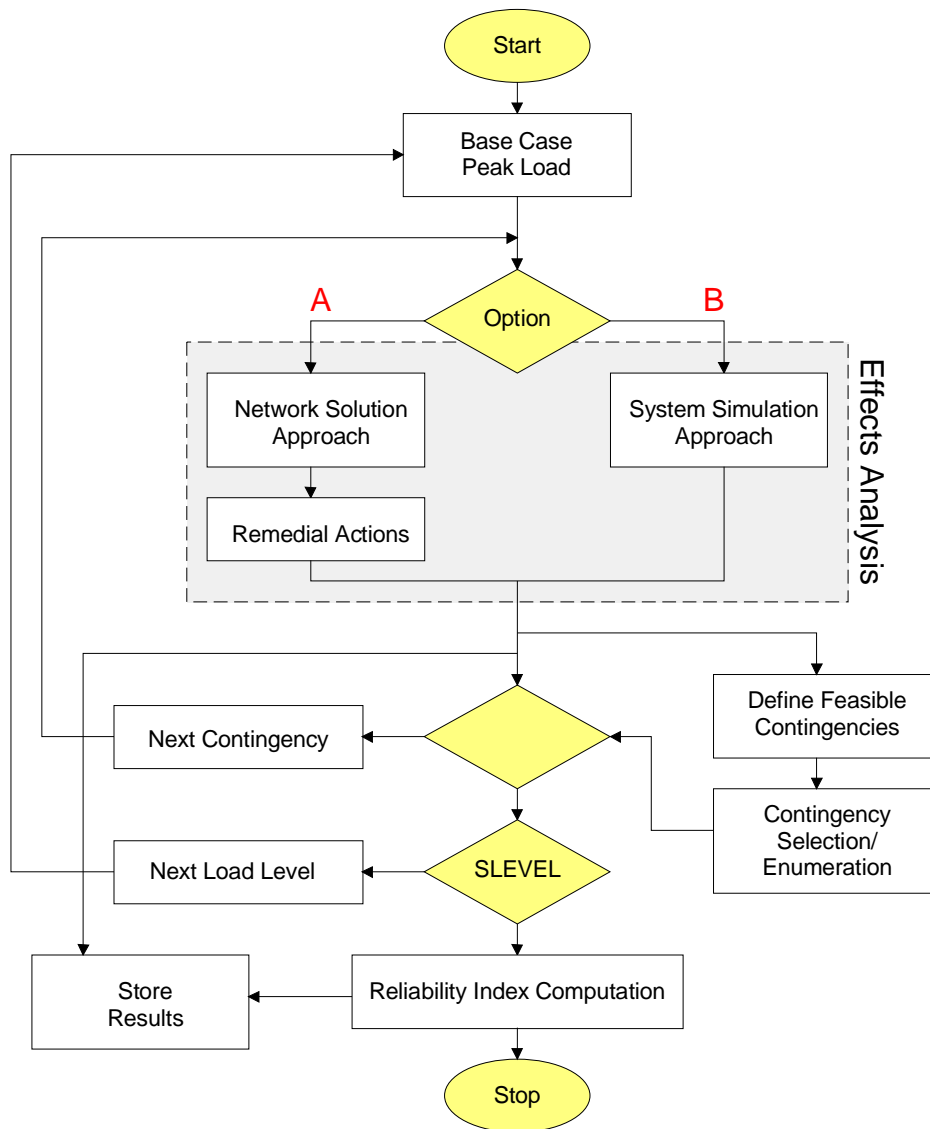 Start
Base Case
Peak Load
A
B
Option
Network Solution
Approach
System Simulation
Approach
Remedial Actions
Effects Analysis
Define Feasible
Contingencies
Next Contingency
Contingency
Selection/
Enumeration
Next Load Level
SLEVEL
Store
Results
Reliability Index Computation
Stop